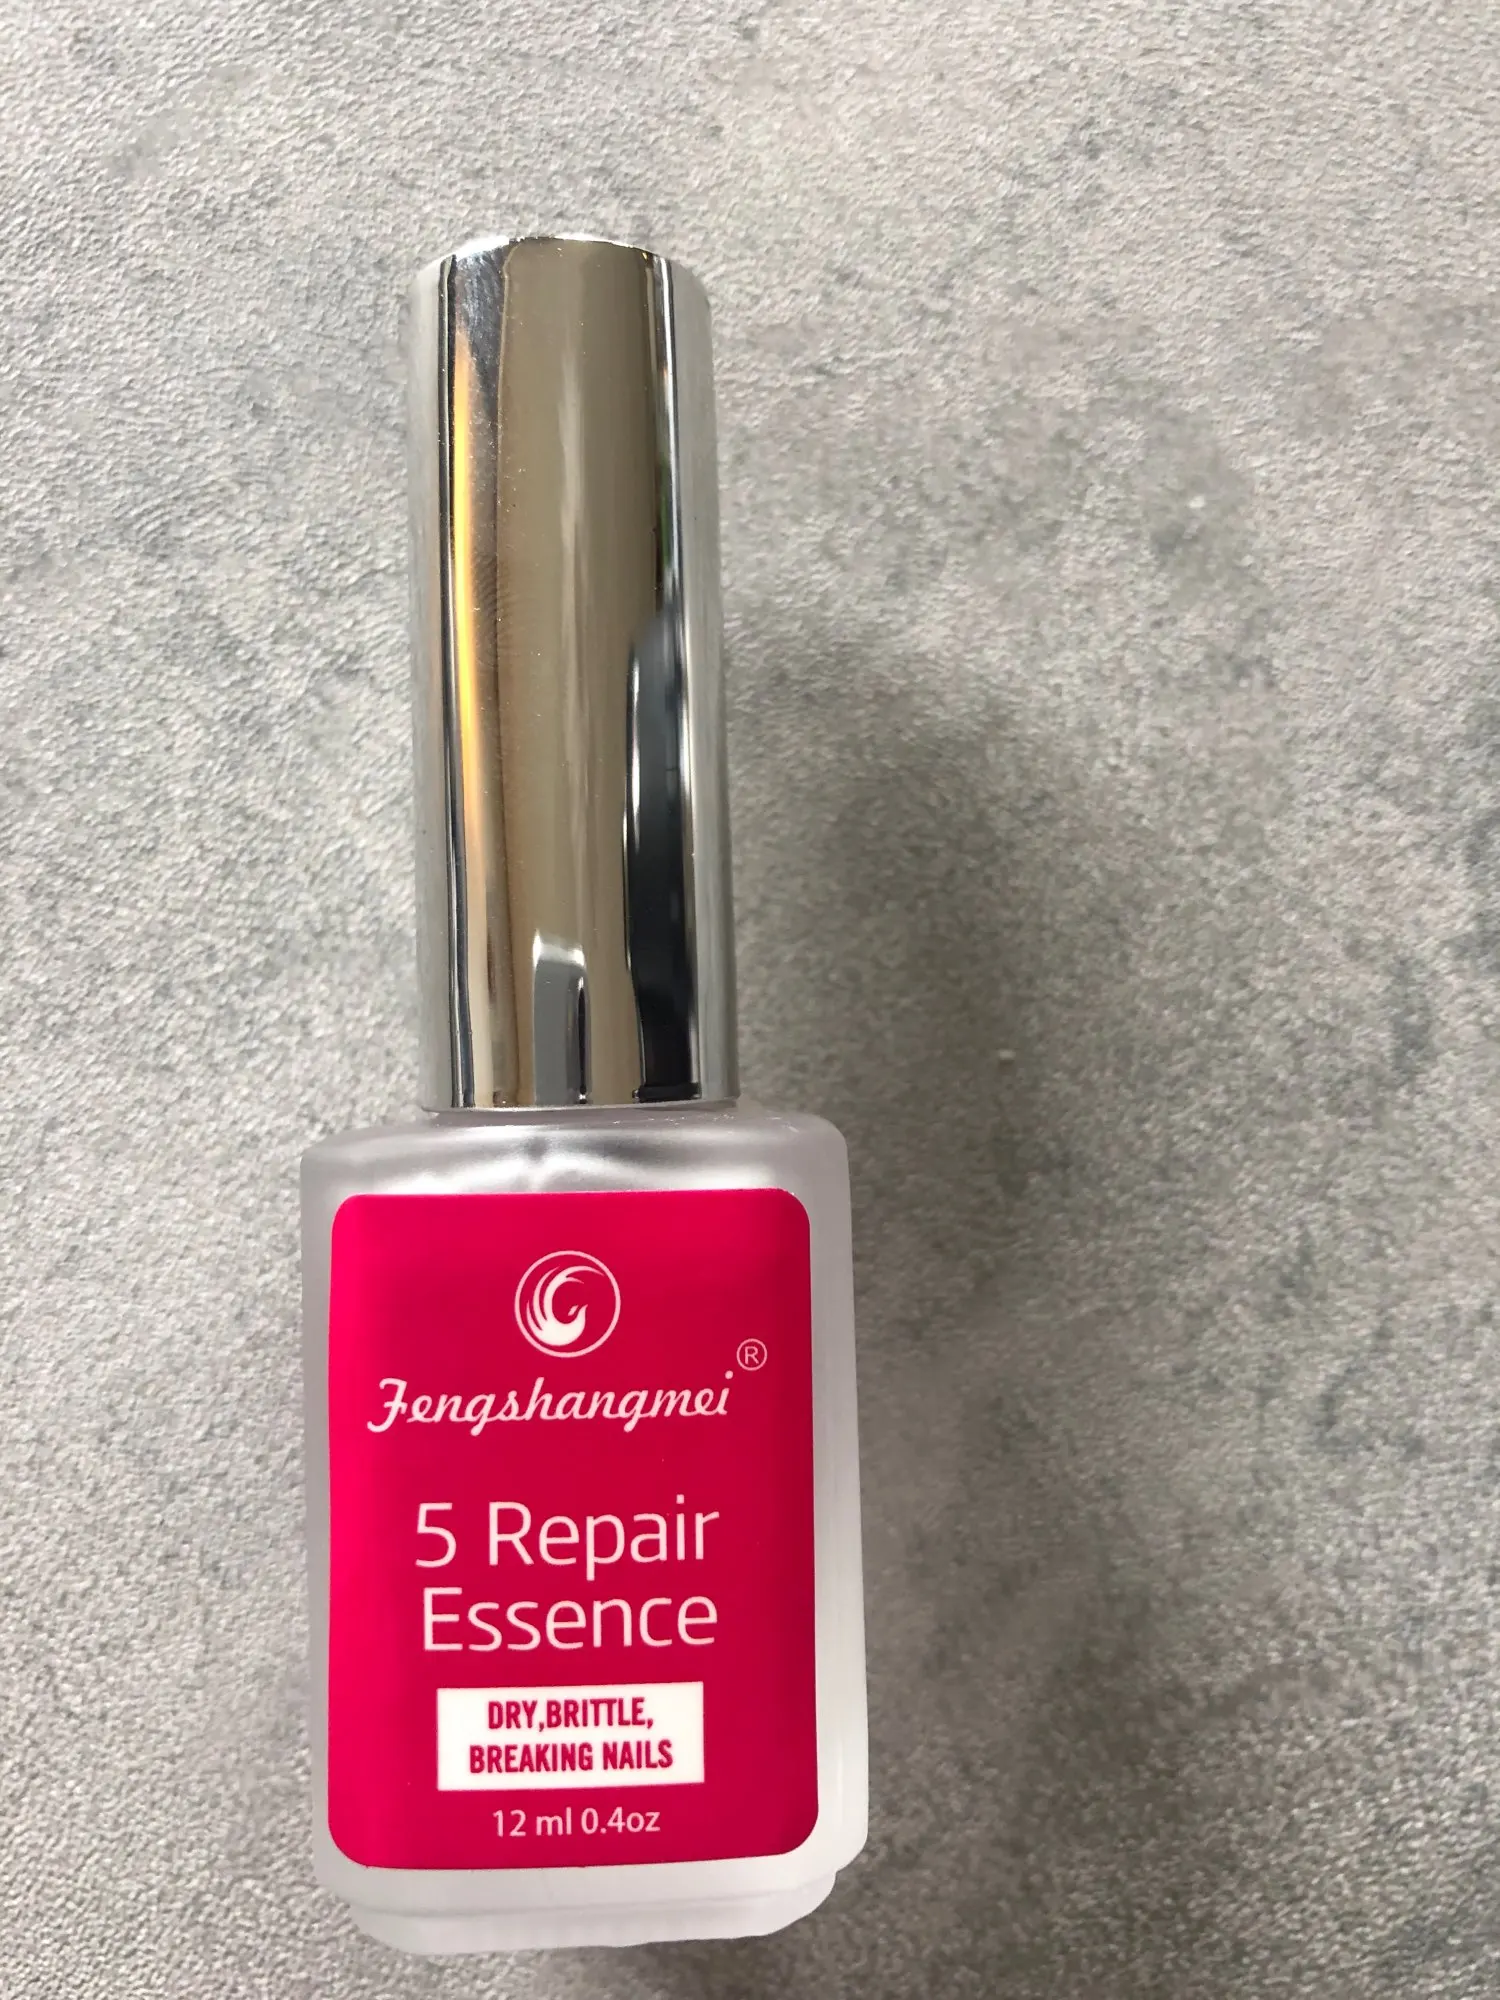 Fengshangmei®
5 Repair
Essence
DRY,BRITTLE,
BREAKING NAILS
12 ml 0.4oz